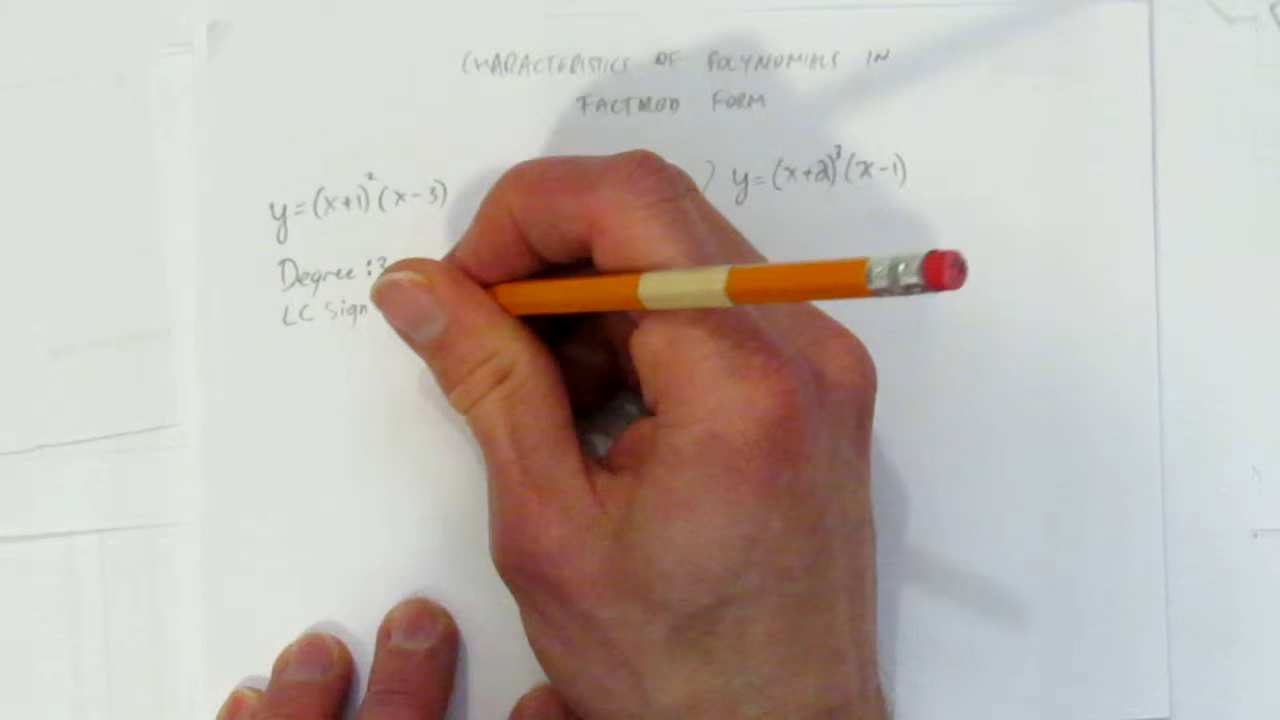 CHARACTERISTICS OF POLYNOMIALS IN
FACTORED FORM
y=(x+1)²(x-3)
) y=(x+2)³(x-1)
Degree :3
LC Sign